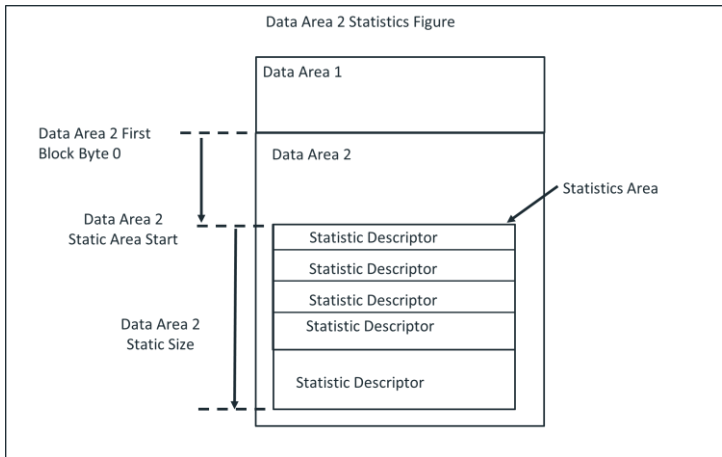 Data Area 2 Statistics Figure
Data Area 1
Data Area 2 First
Block Byte 0
Data Area 2
Statistics Area
Data Area 2
Static Area Start
Statistic Descriptor
Statistic Descriptor
Statistic Descriptor
Statistic Descriptor
Data Area 2
Static Size
Statistic Descriptor